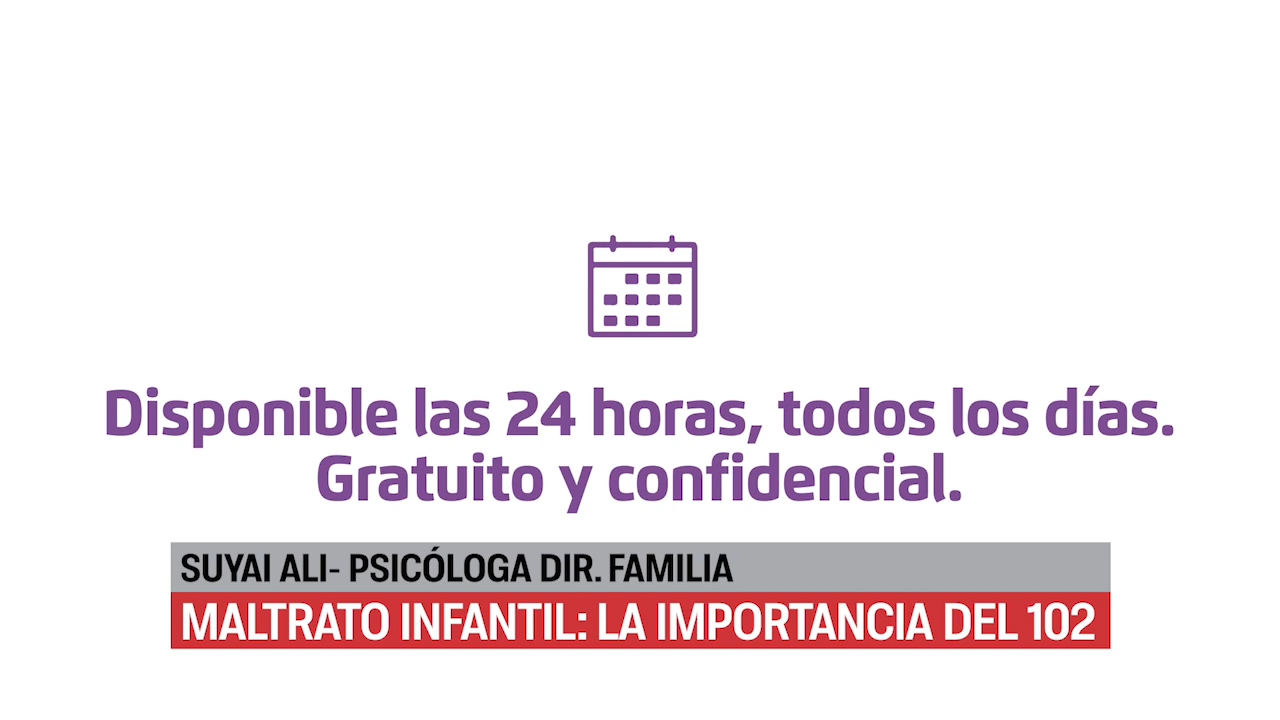 Disponible las 24 horas, todos los días.
Gratuito y confidencial.
SUYAI ALI- PSICÓLOGA DIR. FAMILIA
MALTRATO INFANTIL: LA IMPORTANCIA DEL 102